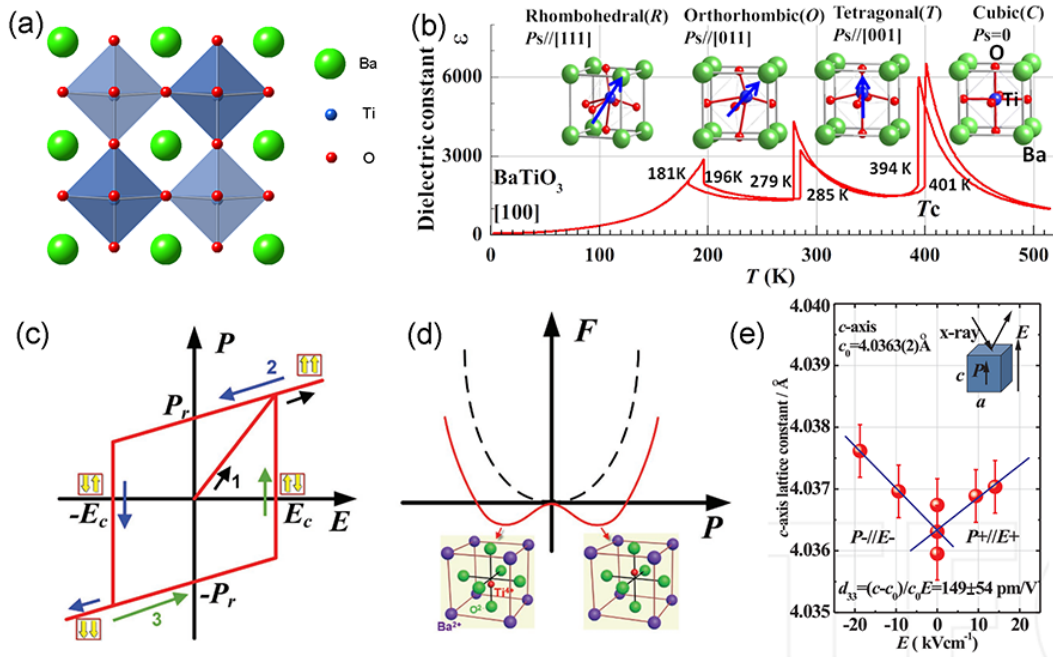 (a)
Ba
Ti
O
(b)
Rhombohedral(R)
Ps//[111]
Orthorhombic(O)
Ps//[011]
Tetragonal(T)
Ps//[001]
Cubic(C)
Ps=0
O
Ti
Ba
Dielectric constant ε
6000
3000
0
181K
196K
279 K
285 K
394 K
401 K
Tc
BaTiO3
[100]
0 100 200 300 400 500
T (K)
(c)
P
2
Pr
1
-Ec
Ec
E
-Pr
3
(d)
F
P
Ti4+
O2-
Ba2+
(e)
4.040
4.039
4.038
4.037
4.036
4.035
c-axis lattice constant / Å
c-axis
c0=4.0363(2)Å
x-ray
E
P
c
a
P-//E-
P+//E+
d33=(c-c0)/c0E=149±54 pm/V
-20 -10 0 10 20
E ( kVcm-1)